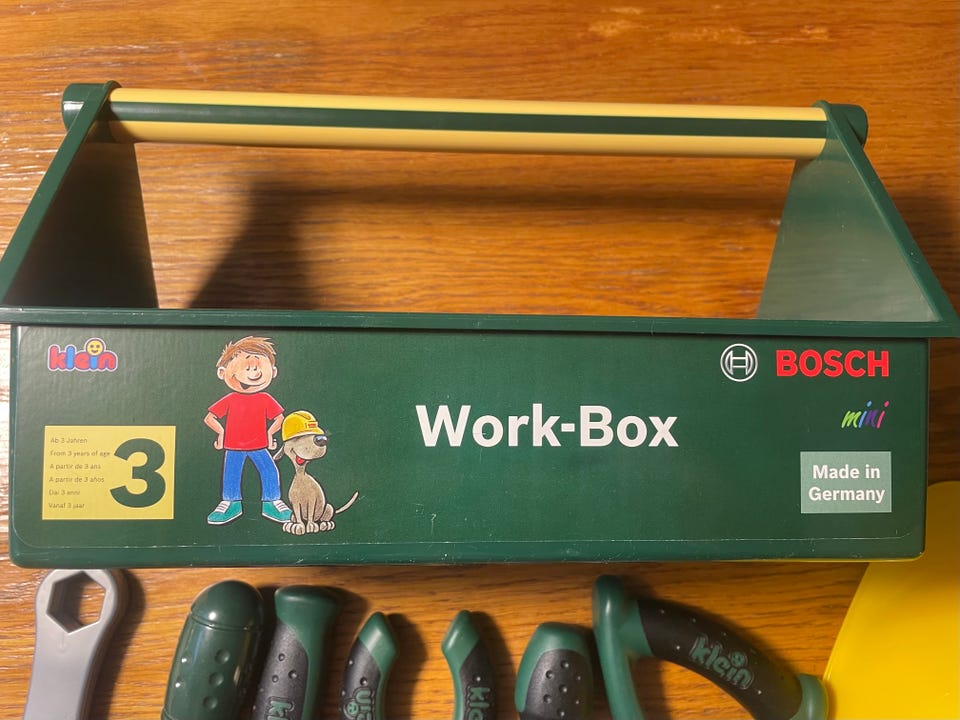 klein
BOSCH
mini
Work-Box
Ab 3 Jahren
From 3 years of age
A partir de 3 ans
A partir de 3 años
Dai 3 anni
Vanaf 3 jaar
3
Made in
Germany
klein